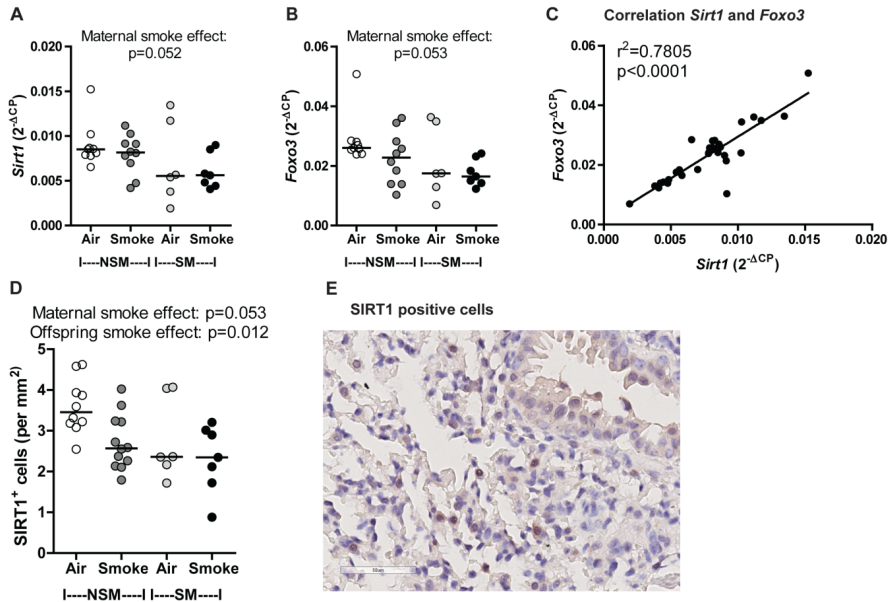 A
Maternal smoke effect:
p=0.052
0.020
0.015
0.010
0.005
0.000
Sirt1 (2-ΔCP)
Air Smoke Air Smoke
I----NSM----I I----SM----I
B
Maternal smoke effect:
p=0.053
0.06
0.04
0.02
0.00
Foxo3 (2-ΔCP)
Air Smoke Air Smoke
I----NSM----I I----SM----I
C
Correlation Sirt1 and Foxo3
r2=0.7805
p<0.0001
0.06
0.04
0.02
0.00
Foxo3 (2-ΔCP)
0.000 0.005 0.010 0.015 0.020
Sirt1 (2-ΔCP)
D
Maternal smoke effect: p=0.053
Offspring smoke effect: p=0.012
5
4
3
2
1
0
SIRT1+ cells (per mm2)
Air Smoke Air Smoke
I----NSM----I I----SM----I
E
SIRT1 positive cells